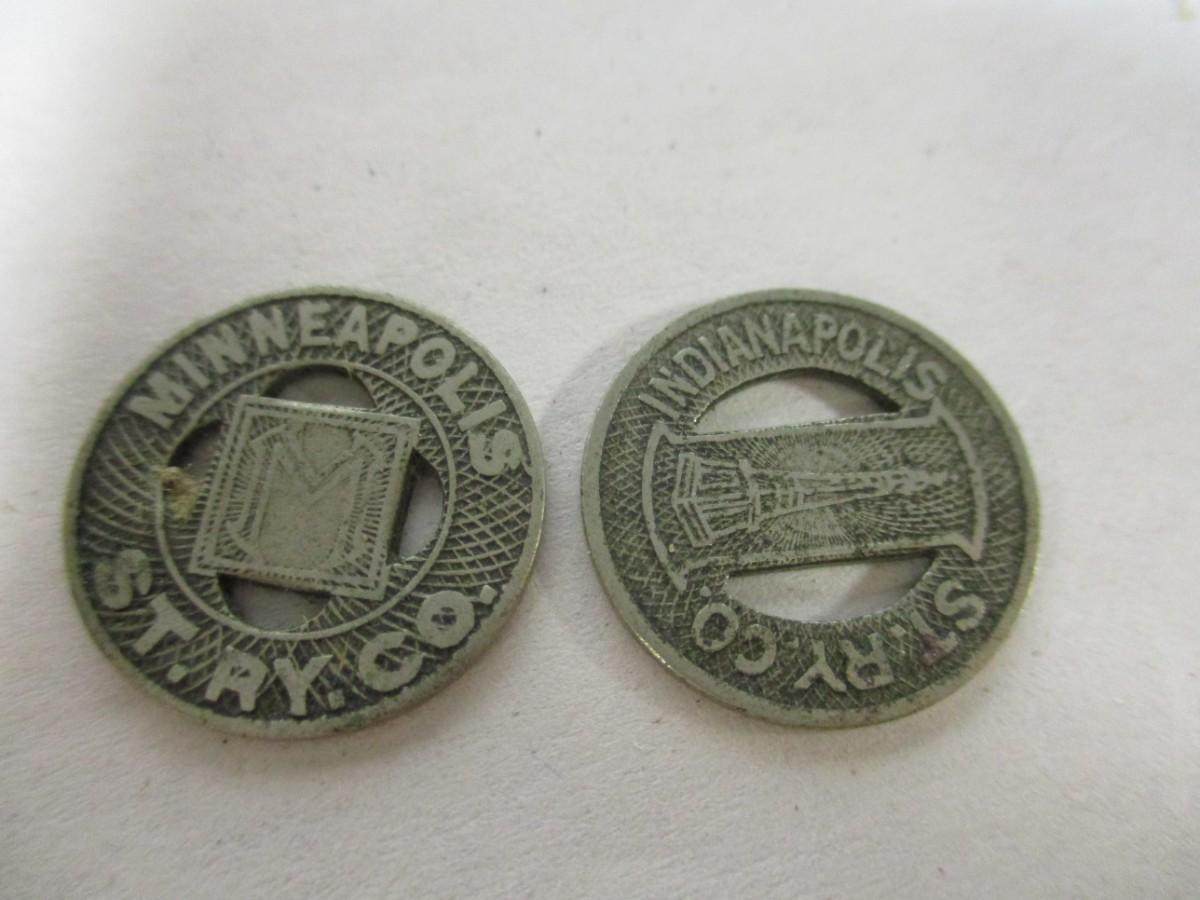 MINNEAPOLIS
M
ST. RY. CO.
INDIANAPOLIS
ST. RY. CO.